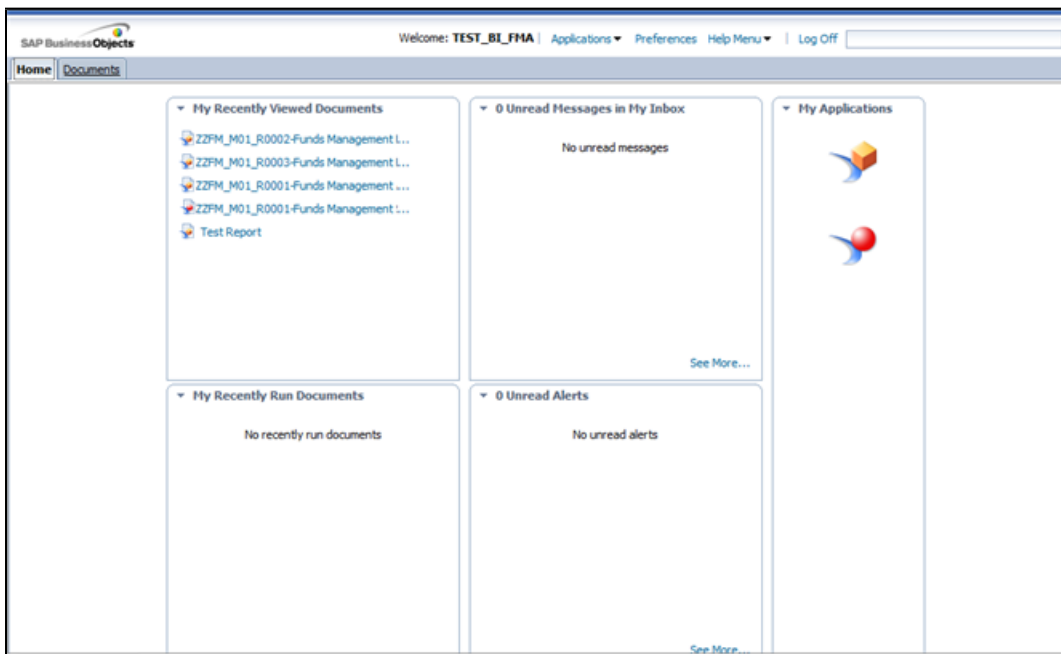 SAP BusinessObjects
Welcome: TEST_BI_FMA | Applications Preferences Help Menu | Log Off
Home Documents
My Recently Viewed Documents
ZZFM_M01_R0002-Funds Management I...
ZZFM_M01_R0003-Funds Management I...
ZZFM_M01_R0001-Funds Management ...
ZZFM_M01_R0001-Funds Management ...
Test Report
0 Unread Messages in My Inbox
No unread messages
See More...
My Applications
My Recently Run Documents
No recently run documents
0 Unread Alerts
No unread alerts
See More...